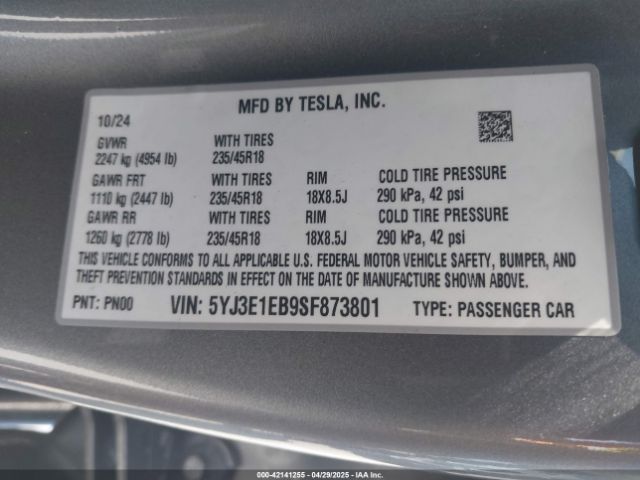 MFD BY TESLA, INC.
10/24
GVWR WITH TIRES
2247 kg (4954 lb) 235/45R18
GAWR FRT WITH TIRES RIM COLD TIRE PRESSURE
1110 kg (2447 lb) 235/45R18 18X8.5J 290 kPa, 42 psi
GAWR RR WITH TIRES RIM COLD TIRE PRESSURE
1260 kg (2778 lb) 235/45R18 18X8.5J 290 kPa, 42 psi
THIS VEHICLE CONFORMS TO ALL APPLICABLE U.S. FEDERAL MOTOR VEHICLE SAFETY, BUMPER, AND
THEFT PREVENTION STANDARDS IN EFFECT ON THE DATE OF MANUFACTURE SHOWN ABOVE.
PNT: PN00 VIN: 5YJ3E1EB9SF873801 TYPE: PASSENGER CAR
000-42141255 - 04/29/2025 - IAAI.com